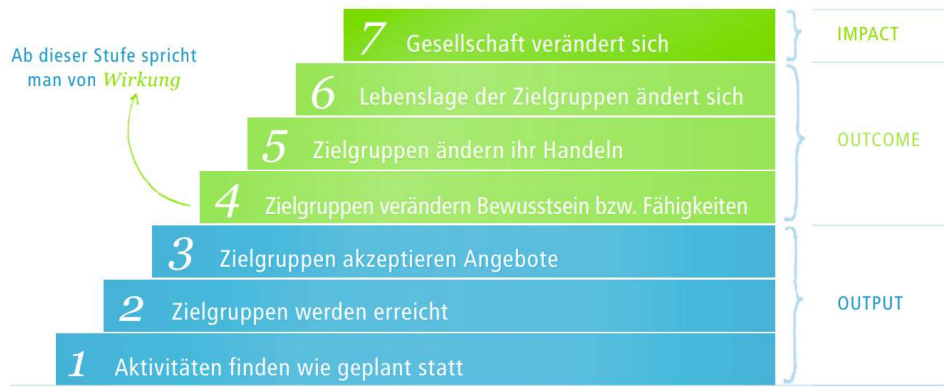 7 Gesellschaft verändert sich
IMPACT
Ab dieser Stufe spricht
man von Wirkung
6 Lebenslage der Zielgruppen ändert sich
5 Zielgruppen ändern ihr Handeln
OUTCOME
4 Zielgruppen verändern Bewusstsein bzw. Fähigkeiten
3 Zielgruppen akzeptieren Angebote
2 Zielgruppen werden erreicht
OUTPUT
1 Aktivitäten finden wie geplant statt